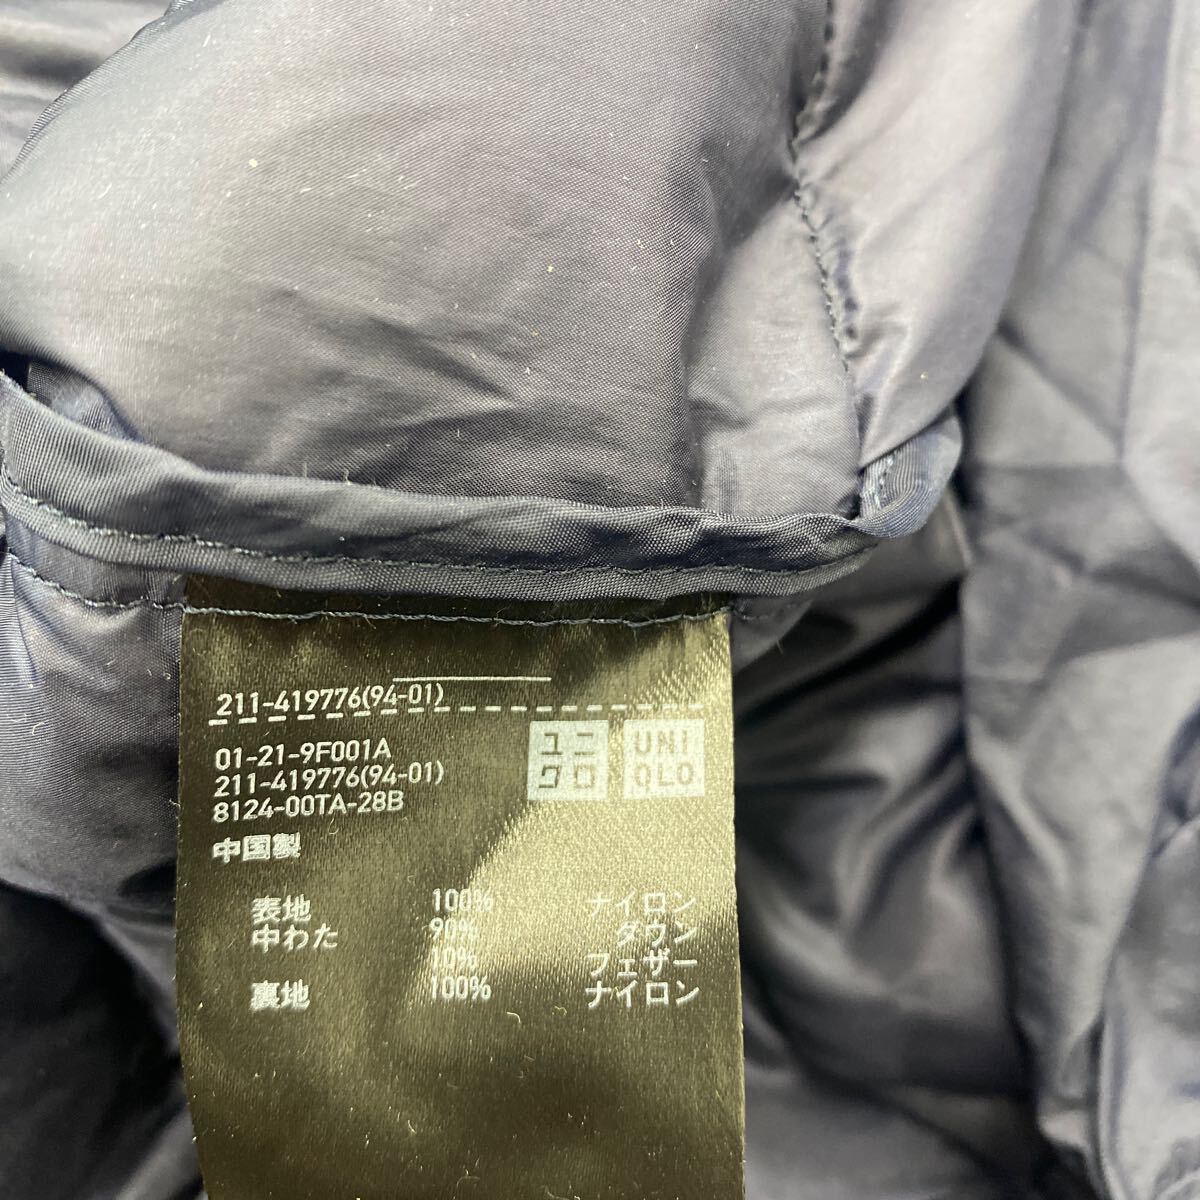 211-419776(94-01)
01-21-9F001A
211-419776(94-01)
8124-00TA-28B
ユニ
クロ
UNI
QLO
中国製
表地 100% ナイロン
中わた 90% ダウン
10% フェザー
裏地 100% ナイロン